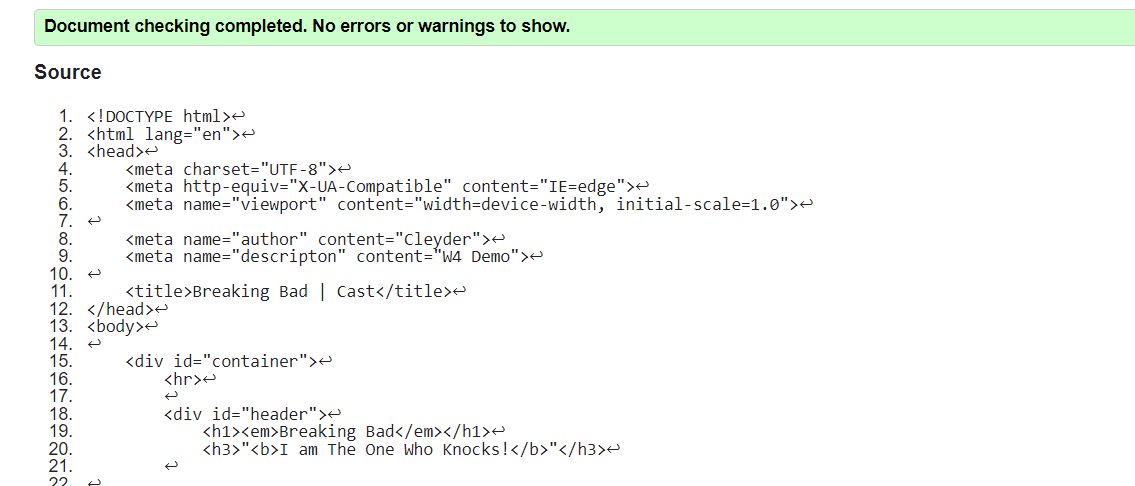 Document checking completed. No errors or warnings to show.
Source
1. <!DOCTYPE html>↩
2. <html lang="en">↩
3. <head>↩
4.     <meta charset="UTF-8">↩
5.     <meta http-equiv="X-UA-Compatible" content="IE=edge">↩
6.     <meta name="viewport" content="width=device-width, initial-scale=1.0">↩
7. ↩
8.     <meta name="author" content="Cleyder">↩
9.     <meta name="descripton" content="W4 Demo">↩
10. ↩
11.     <title>Breaking Bad | Cast</title>↩
12. </head>↩
13. <body>↩
14. ↩
15.     <div id="container">↩
16.         <hr>↩
17.         ↩
18.         <div id="header">↩
19.             <h1><em>Breaking Bad</em></h1>↩
20.             <h3>"<b>I am The One Who Knocks!</b>"</h3>↩
21.         ↩
22. ↩